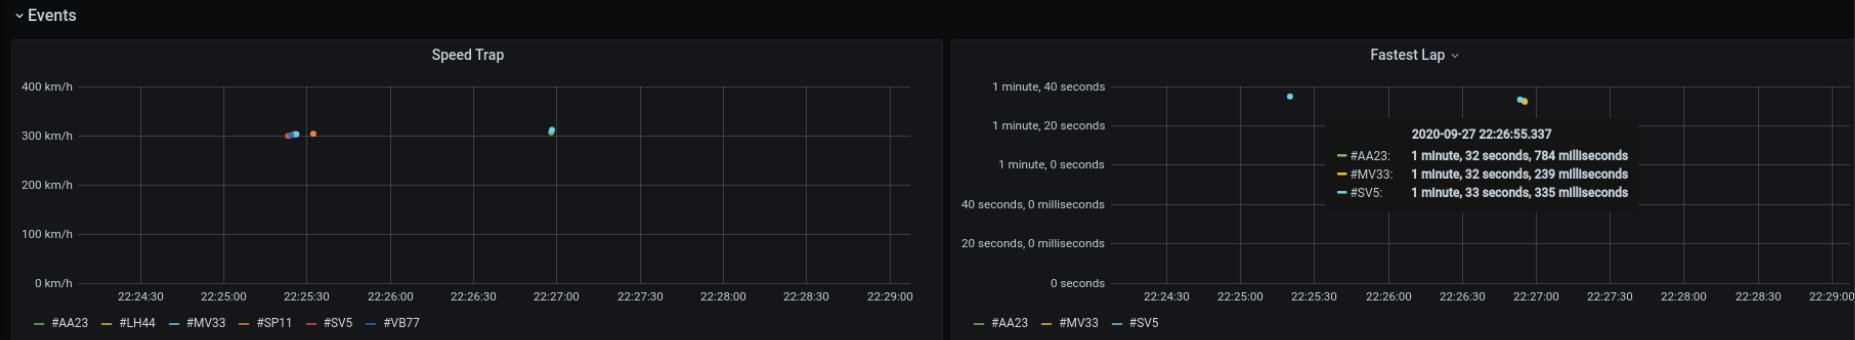 Events
Speed Trap
400 km/h
300 km/h
200 km/h
100 km/h
0 km/h
22:24:30 22:25:00 22:25:30 22:26:00 22:26:30 22:27:00 22:27:30 22:28:00 22:28:30 22:29:00
#AA23 #LH44 #MV33 #SP11 #SV5 #VB77
Fastest Lap
1 minute, 40 seconds
1 minute, 20 seconds
1 minute, 0 seconds
40 seconds, 0 milliseconds
20 seconds, 0 milliseconds
0 seconds
2020-09-27 22:26:55.337
#AA23: 1 minute, 32 seconds, 784 milliseconds
#MV33: 1 minute, 32 seconds, 239 milliseconds
#SV5: 1 minute, 33 seconds, 335 milliseconds
22:24:30 22:25:00 22:25:30 22:26:00 22:26:30 22:27:00 22:27:30 22:28:00 22:28:30 22:29:00
#AA23 #MV33 #SV5